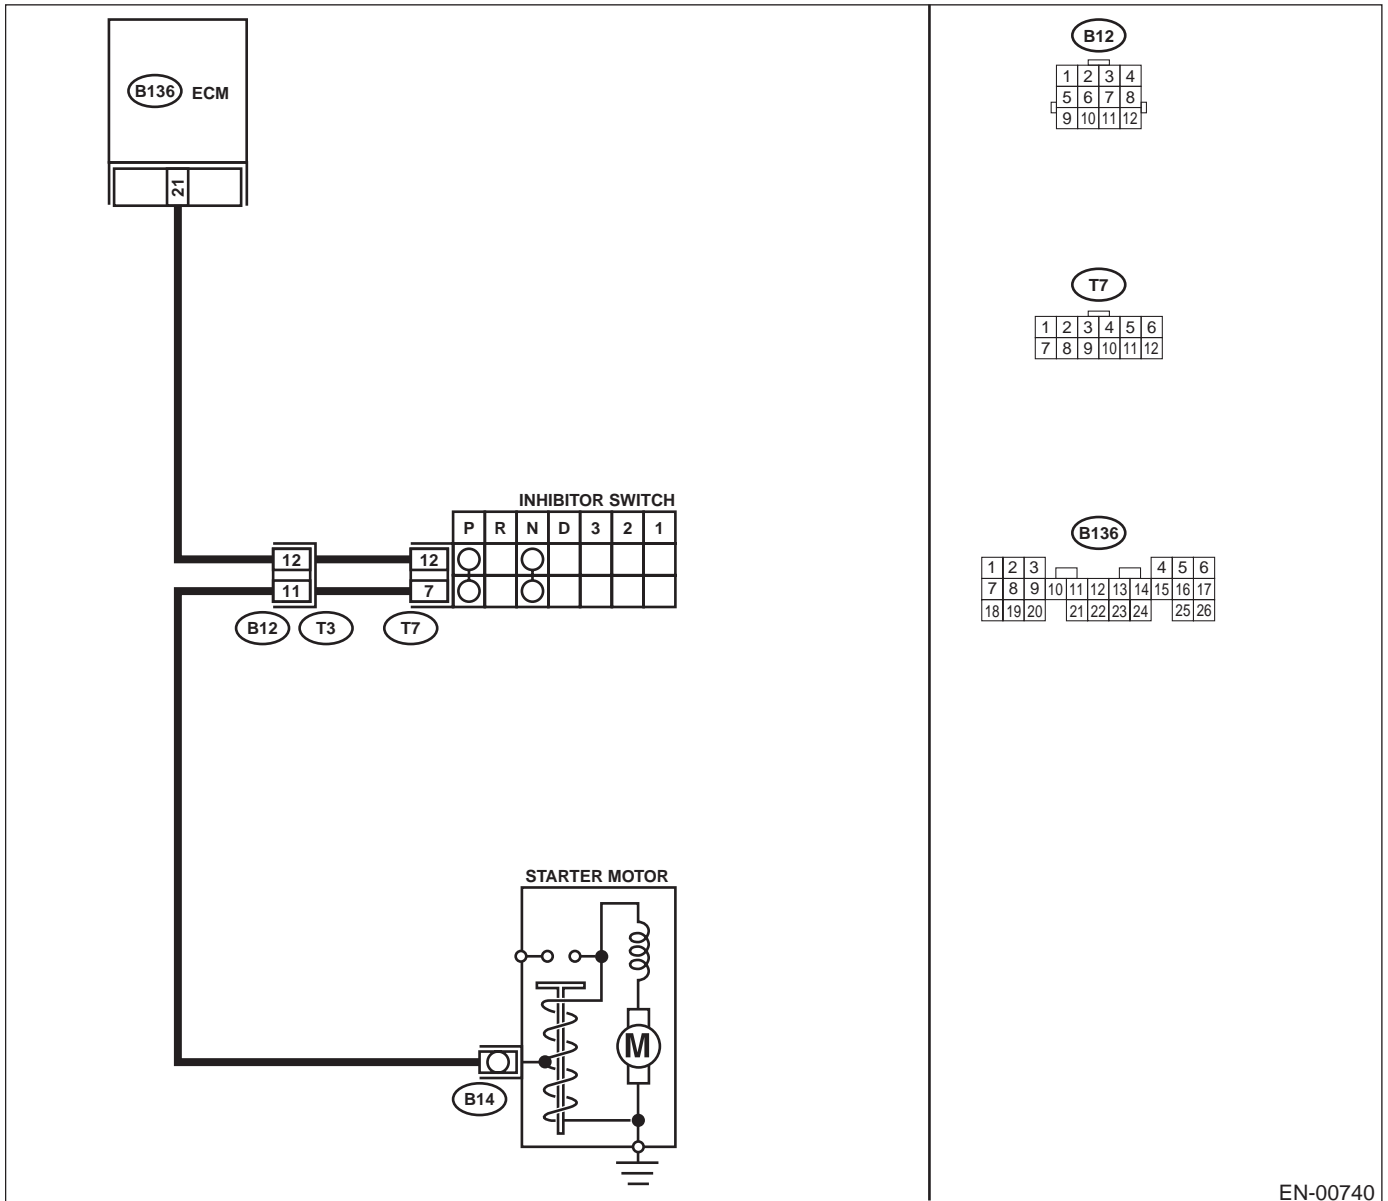 B136 ECM
21
INHIBITOR SWITCH
P R N D 3 2 1
12 12
11 7
B12 T3 T7
STARTER MOTOR
M
B14
B12
1 2 3 4
5 6 7 8
9 10 11 12
T7
1 2 3 4 5 6
7 8 9 10 11 12
B136
1 2 3 4 5 6
7 8 9 10 11 12 13 14 15 16 17
18 19 20 21 22 23 24 25 26
EN-00740